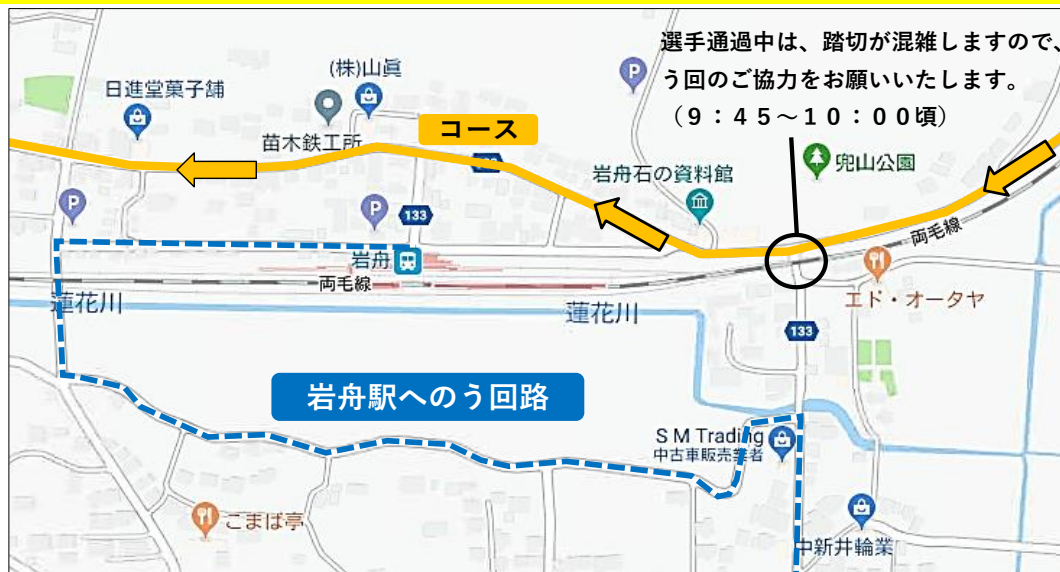 選手通過中は、踏切が混雑しますので、
う回のご協力をお願いいたします。
（９：４５～１０：００頃）
日進堂菓子舗
(株)山眞
苗木鉄工所
コース
133
岩舟石の資料館
兜山公園
P
P
P
133
両毛線
岩舟
両毛線
エド・オータヤ
蓮花川
蓮花川
133
岩舟駅へのう回路
S M Trading
中古車販売業者
こまば亭
中新井輪業